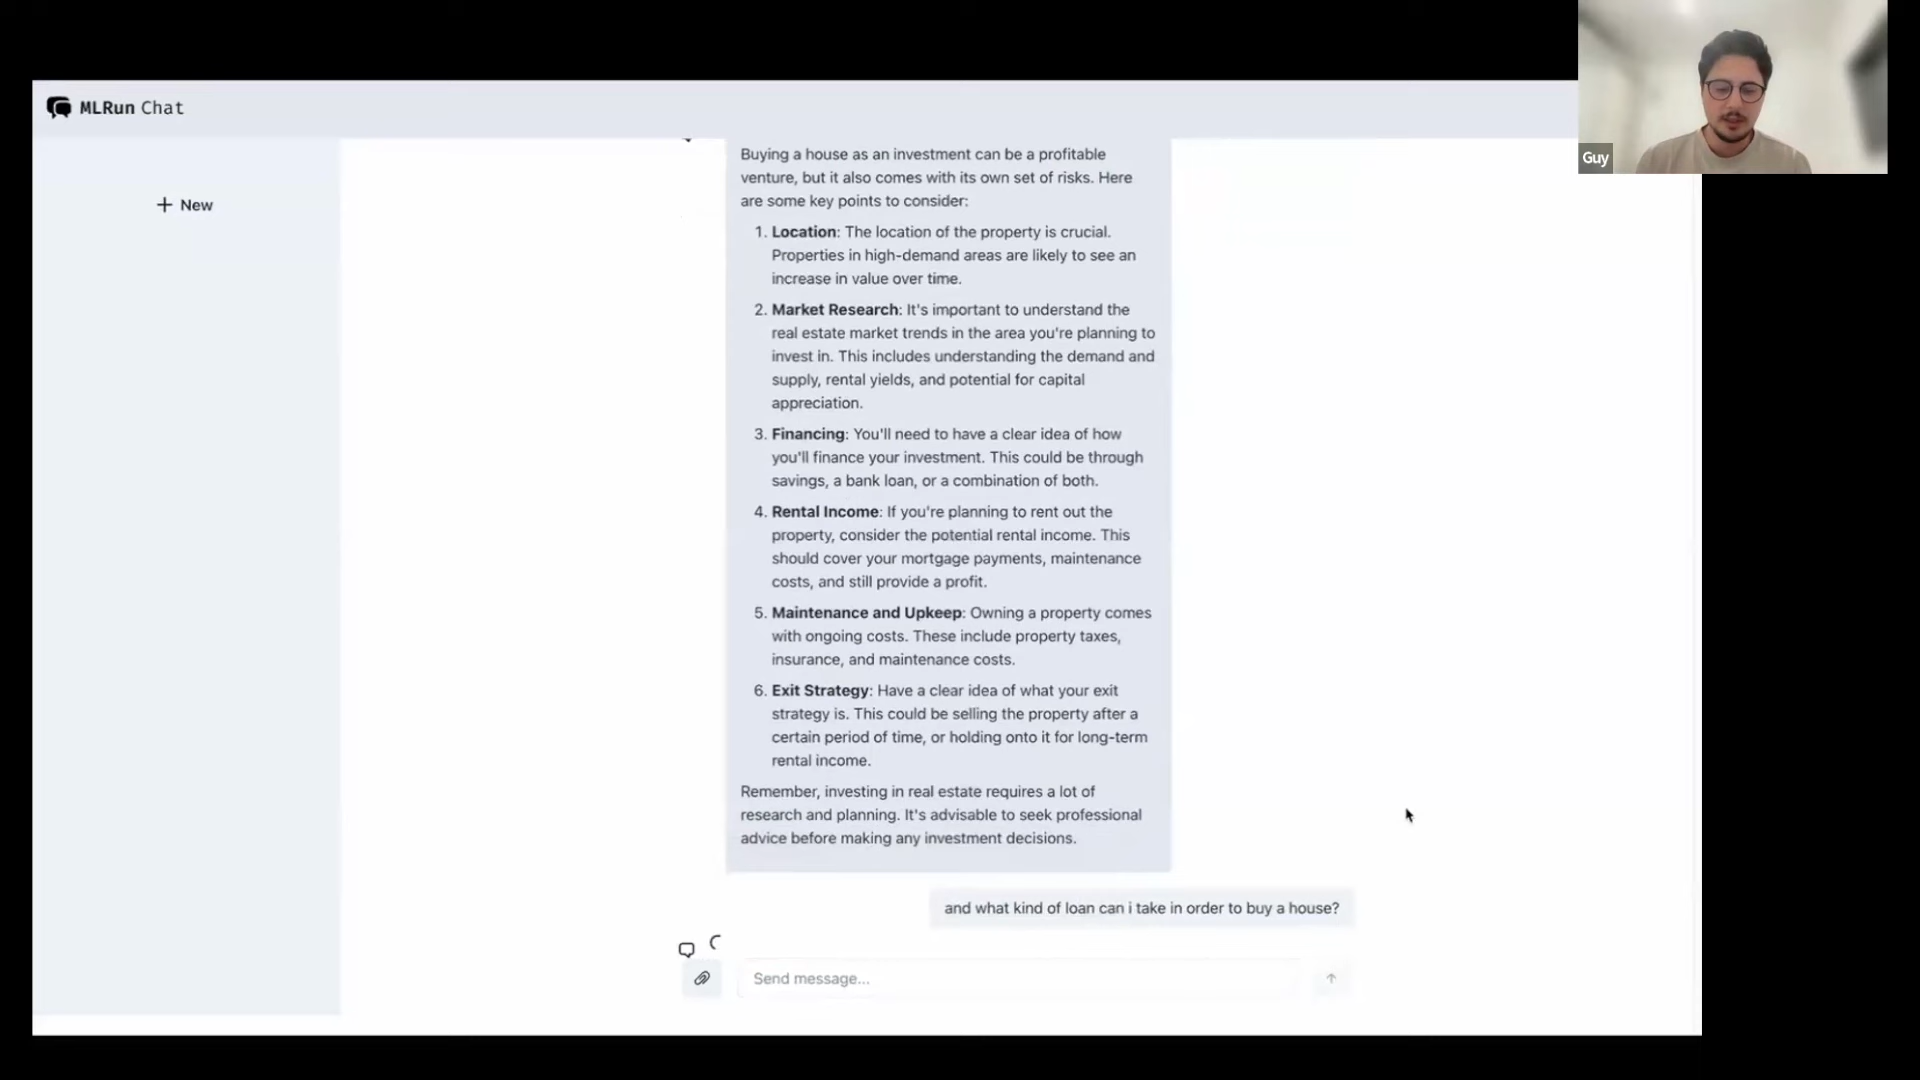 MLRun Chat
Guy
+ New
Buying a house as an investment can be a profitable
venture, but it also comes with its own set of risks. Here
are some key points to consider:
1. Location: The location of the property is crucial.
Properties in high-demand areas are likely to see an
increase in value over time.
2. Market Research: It's important to understand the
real estate market trends in the area you're planning to
invest in. This includes understanding the demand and
supply, rental yields, and potential for capital
appreciation.
3. Financing: You'll need to have a clear idea of how
you'll finance your investment. This could be through
savings, a bank loan, or a combination of both.
4. Rental Income: If you're planning to rent out the
property, consider the potential rental income. This
should cover your mortgage payments, maintenance
costs, and still provide a profit.
5. Maintenance and Upkeep: Owning a property comes
with ongoing costs. These include property taxes,
insurance, and maintenance costs.
6. Exit Strategy: Have a clear idea of what your exit
strategy is. This could be selling the property after a
certain period of time, or holding onto it for long-term
rental income.
Remember, investing in real estate requires a lot of
research and planning. It's advisable to seek professional
advice before making any investment decisions.
and what kind of loan can i take in order to buy a house?
Send message...